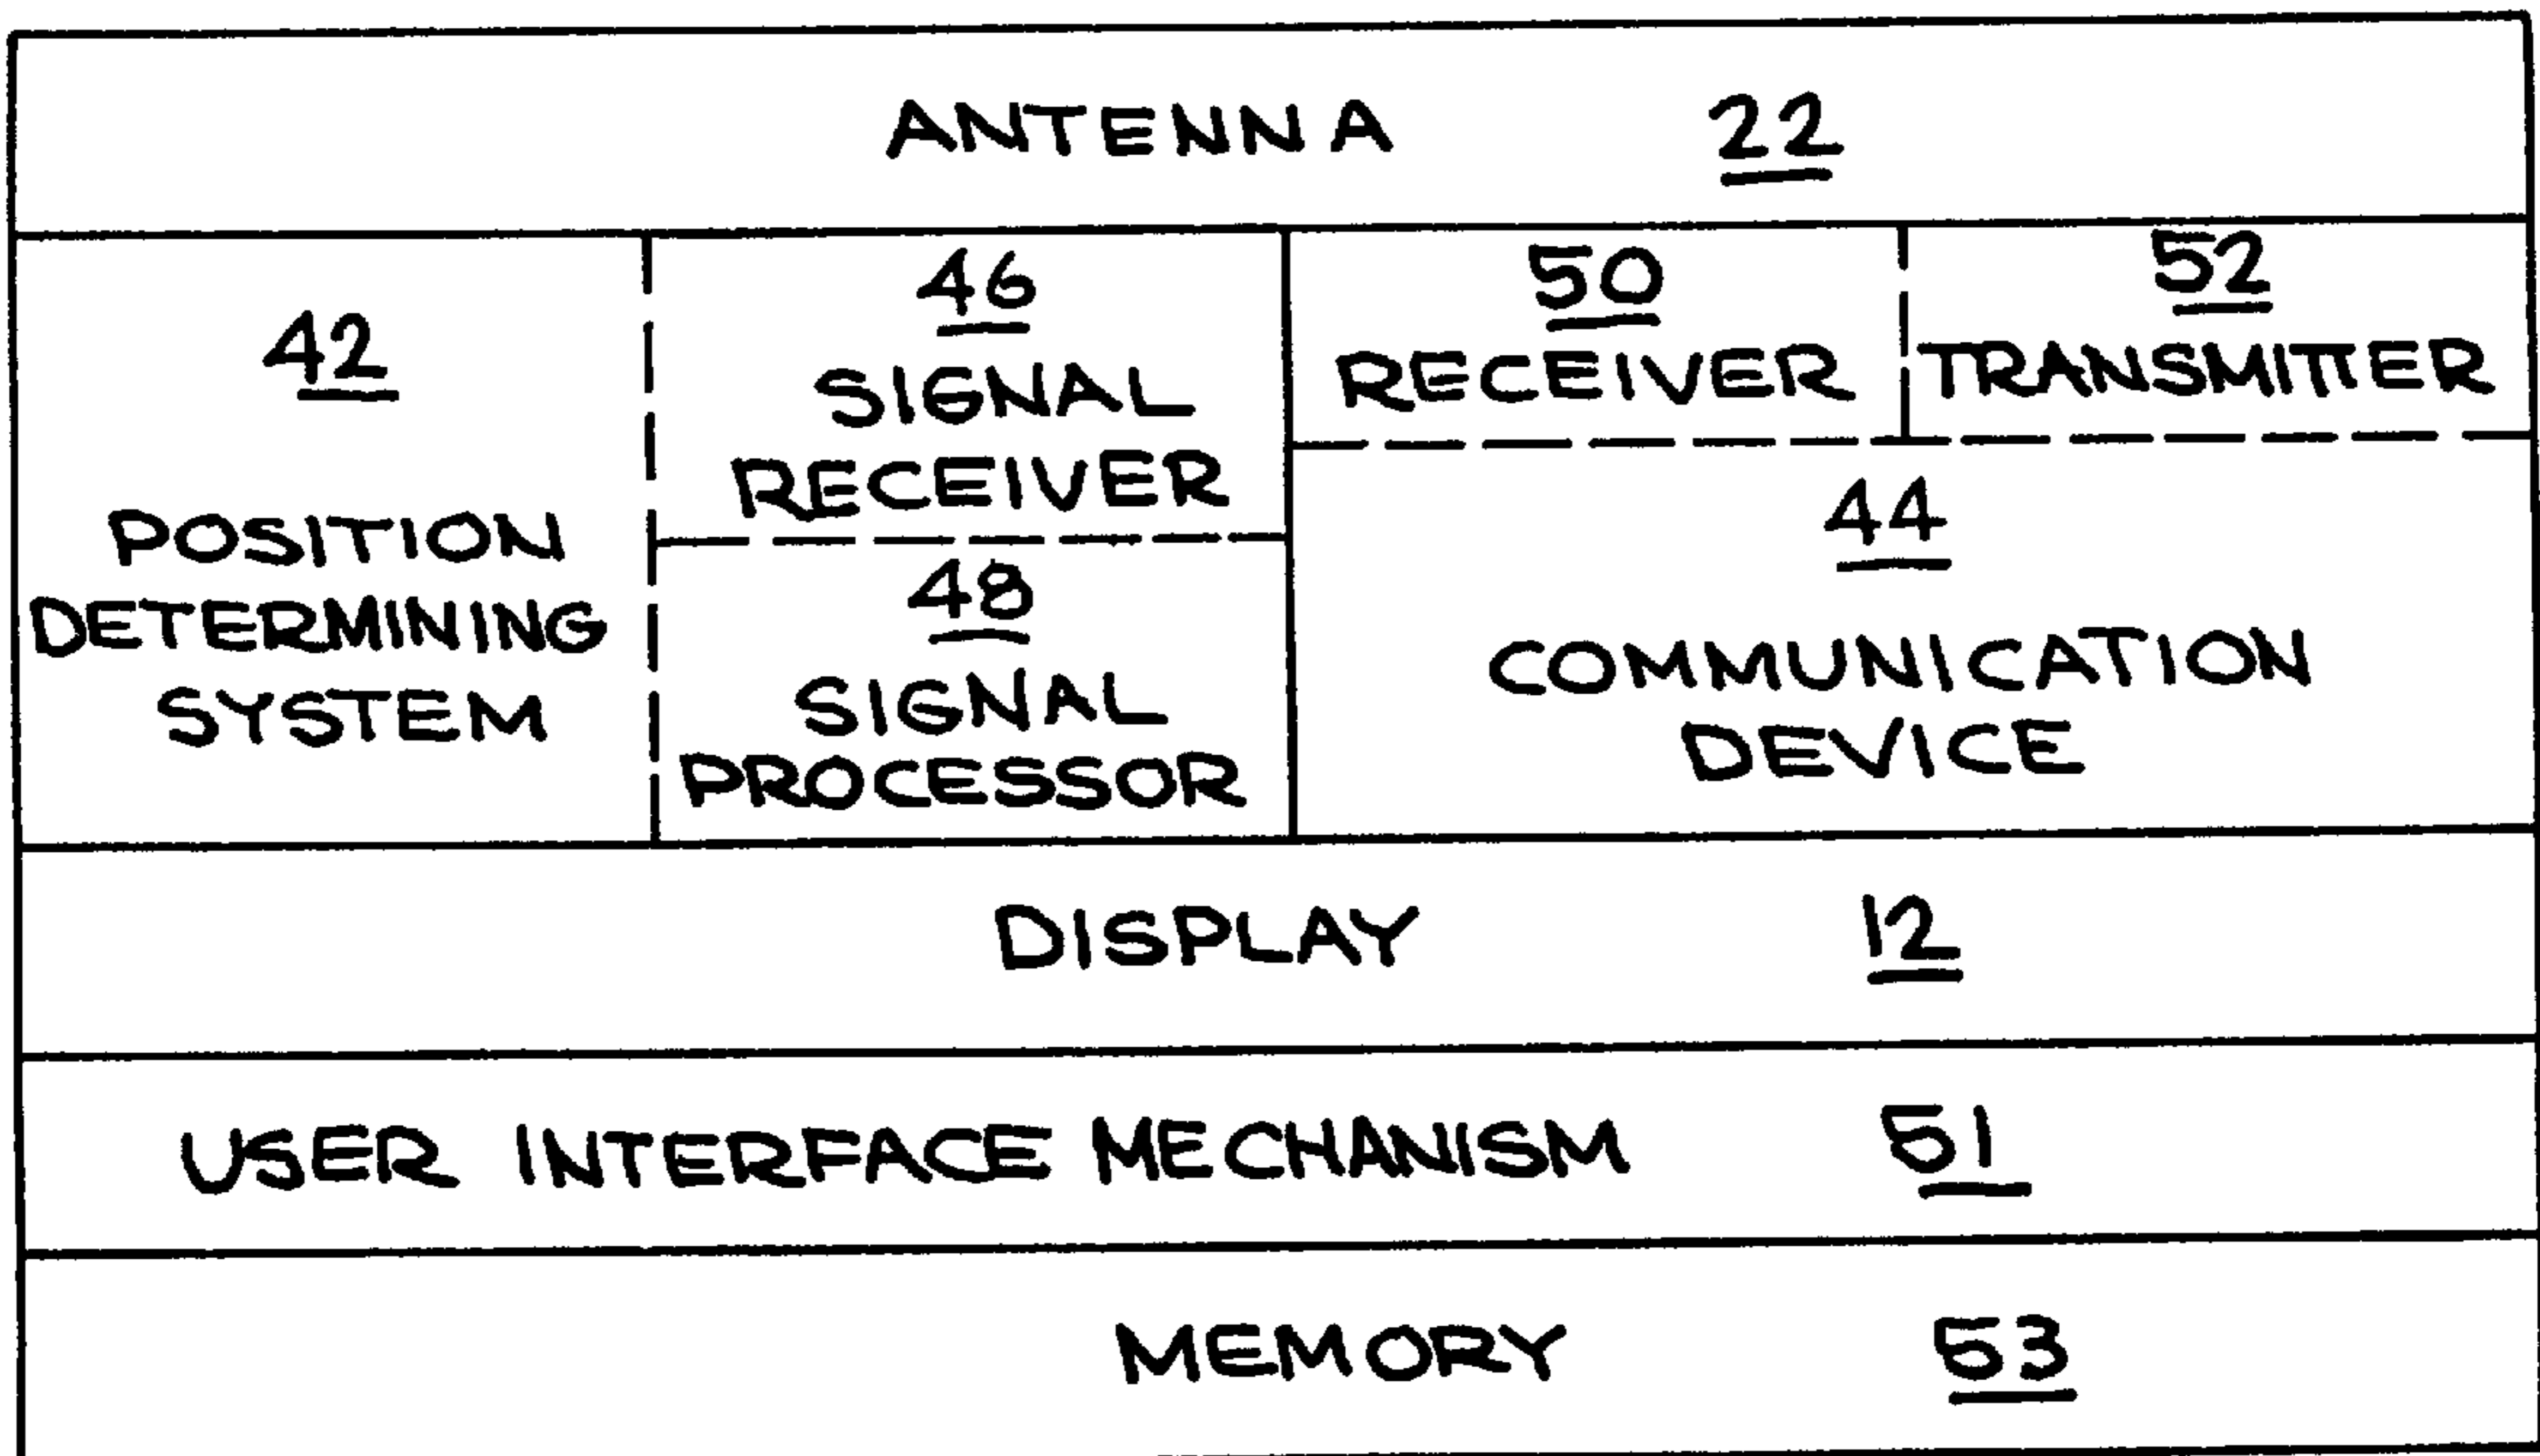 ANTENNA 22
42
POSITION
DETERMINING
SYSTEM
46
SIGNAL
RECEIVER
48
SIGNAL
PROCESSOR
50
RECEIVER
52
TRANSMITTER
44
COMMUNICATION
DEVICE
DISPLAY 12
USER INTERFACE MECHANISM 51
MEMORY 53